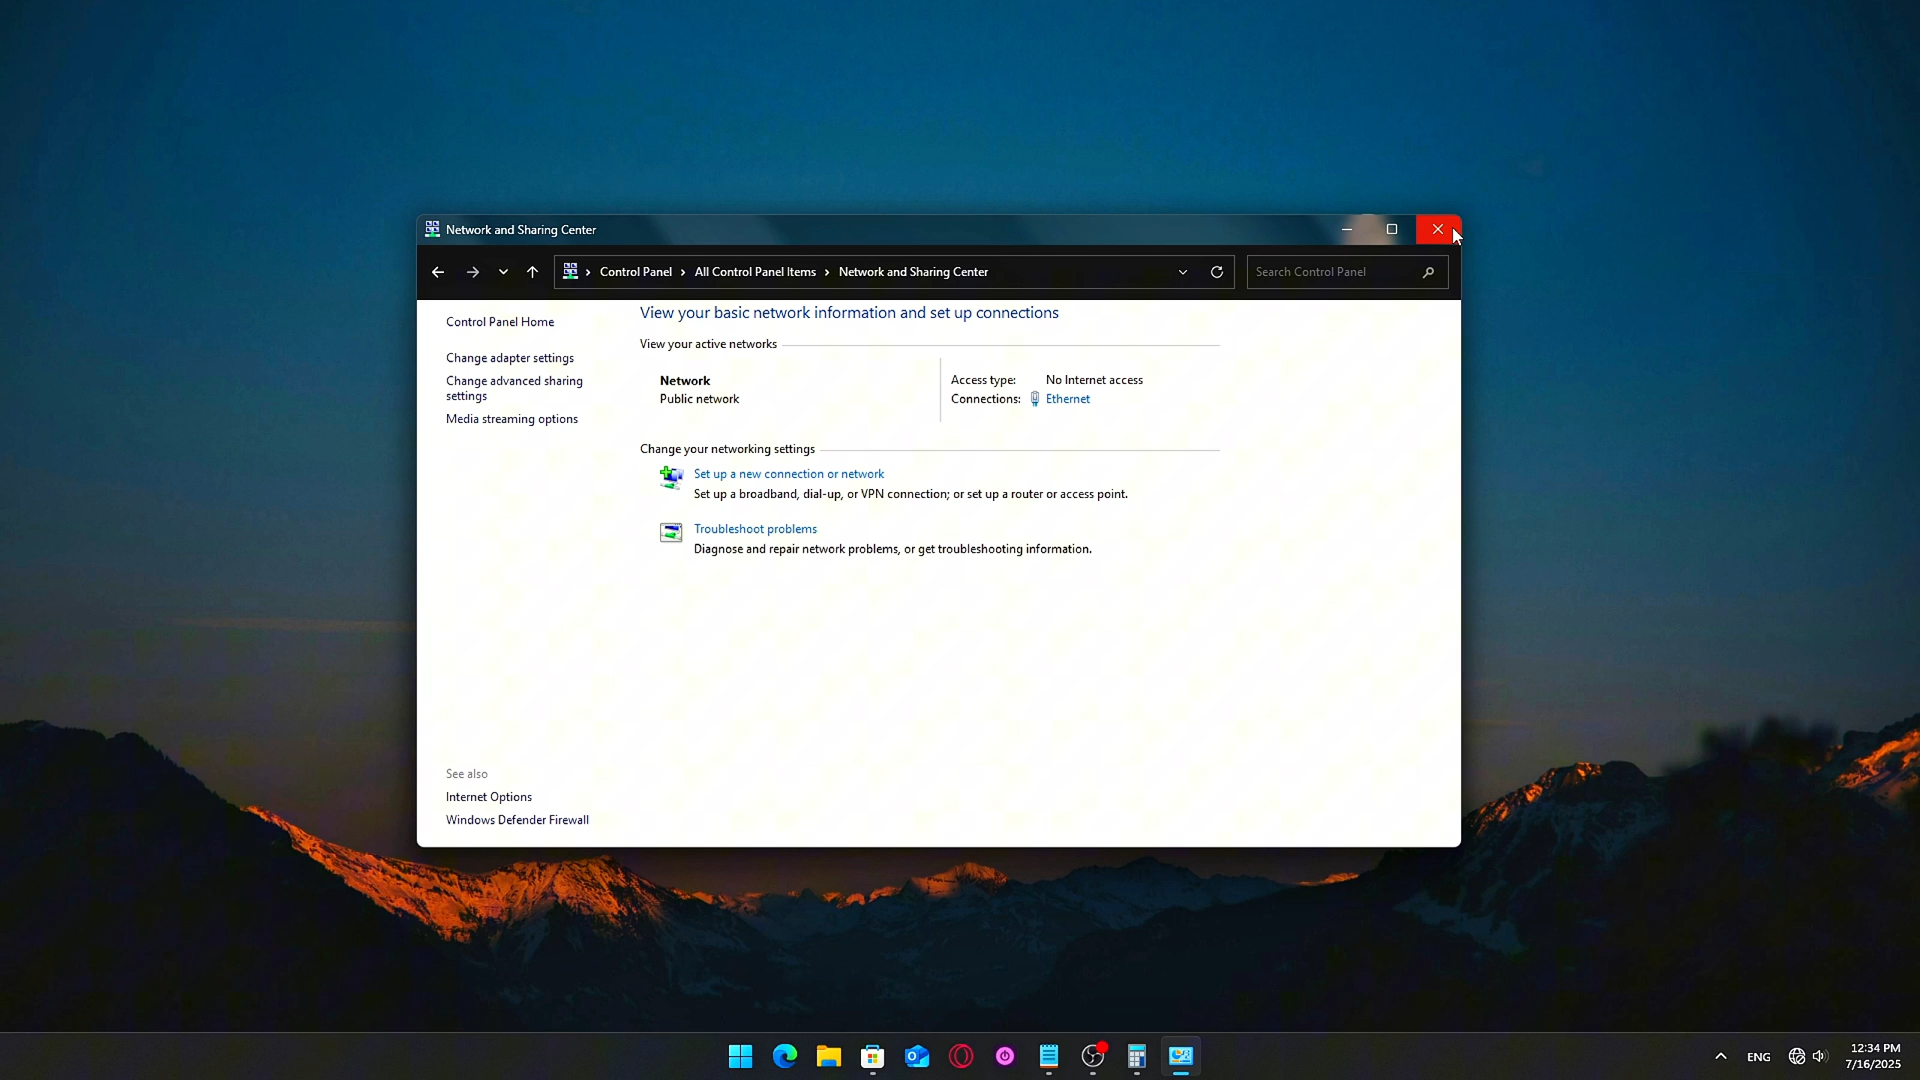 Network and Sharing Center
Control Panel
All Control Panel Items
Network and Sharing Center
Search Control Panel
Control Panel Home
Change adapter settings
Change advanced sharing
settings
Media streaming options
View your basic network information and set up connections
View your active networks
Network
Public network
Access type: No Internet access
Connections: Ethernet
Change your networking settings
Set up a new connection or network
Set up a broadband, dial-up, or VPN connection; or set up a router or access point.
Troubleshoot problems
Diagnose and repair network problems, or get troubleshooting information.
See also
Internet Options
Windows Defender Firewall
ENG
12:34 PM
7/16/2025